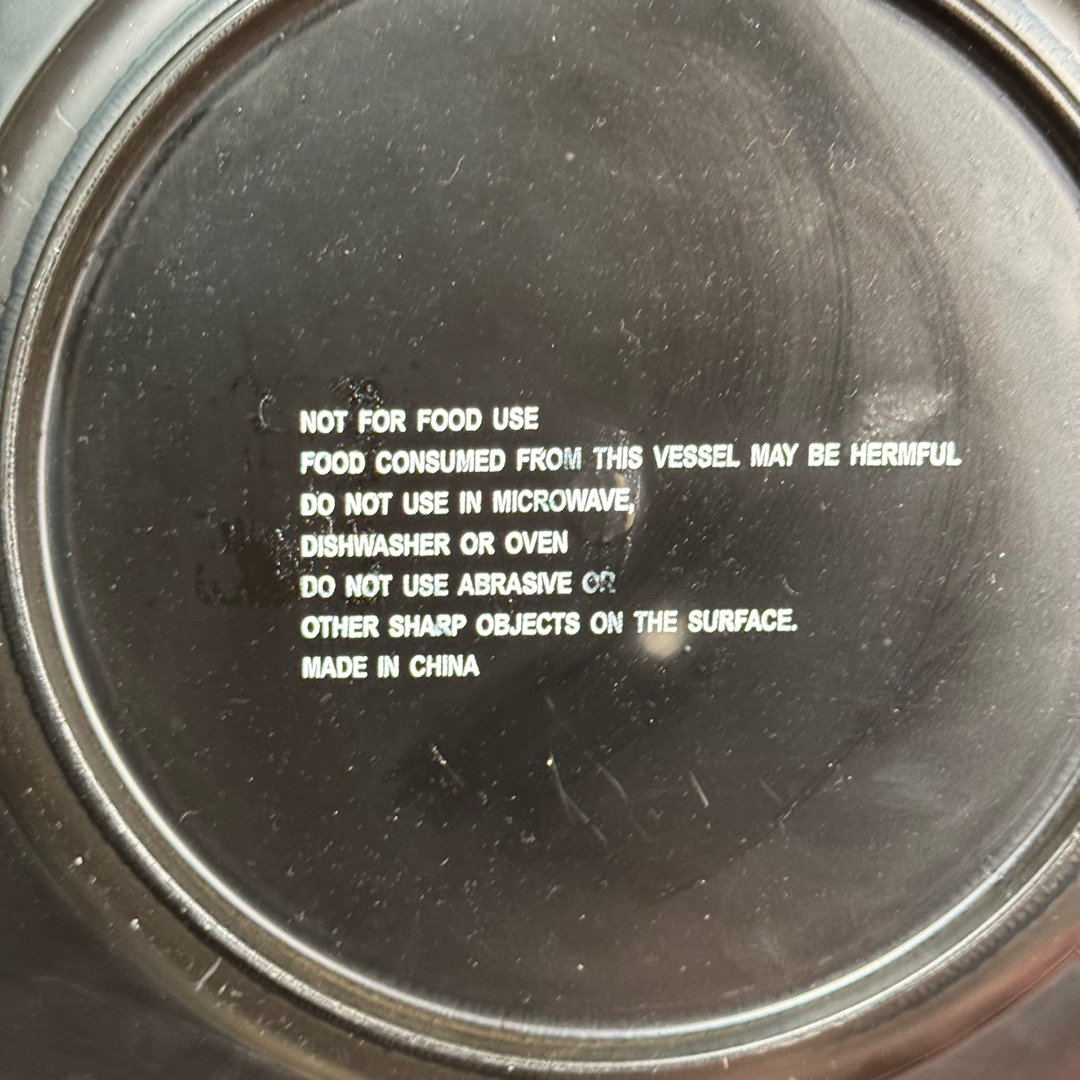 NOT FOR FOOD USE
FOOD CONSUMED FROM THIS VESSEL MAY BE HERMFUL
DO NOT USE IN MICROWAVE,
DISHWASHER OR OVEN
DO NOT USE ABRASIVE OR
OTHER SHARP OBJECTS ON THE SURFACE.
MADE IN CHINA